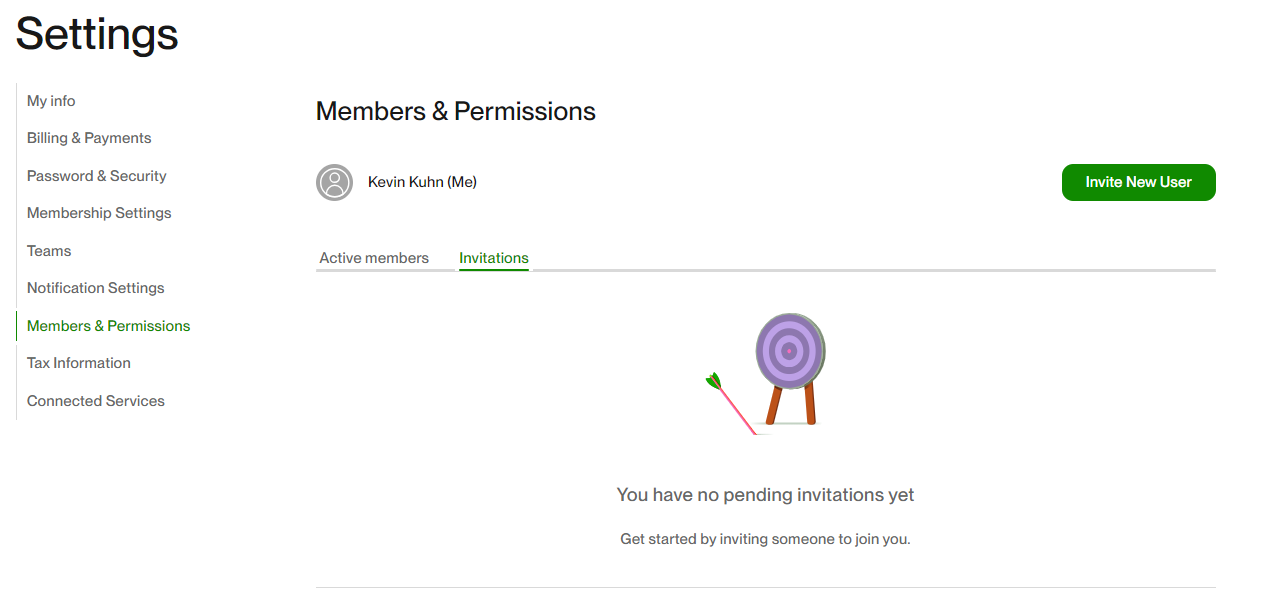 Settings
My info
Billing & Payments
Password & Security
Membership Settings
Teams
Notification Settings
Members & Permissions
Tax Information
Connected Services
Members & Permissions
Kevin Kuhn (Me)
Invite New User
Active members
Invitations
You have no pending invitations yet
Get started by inviting someone to join you.